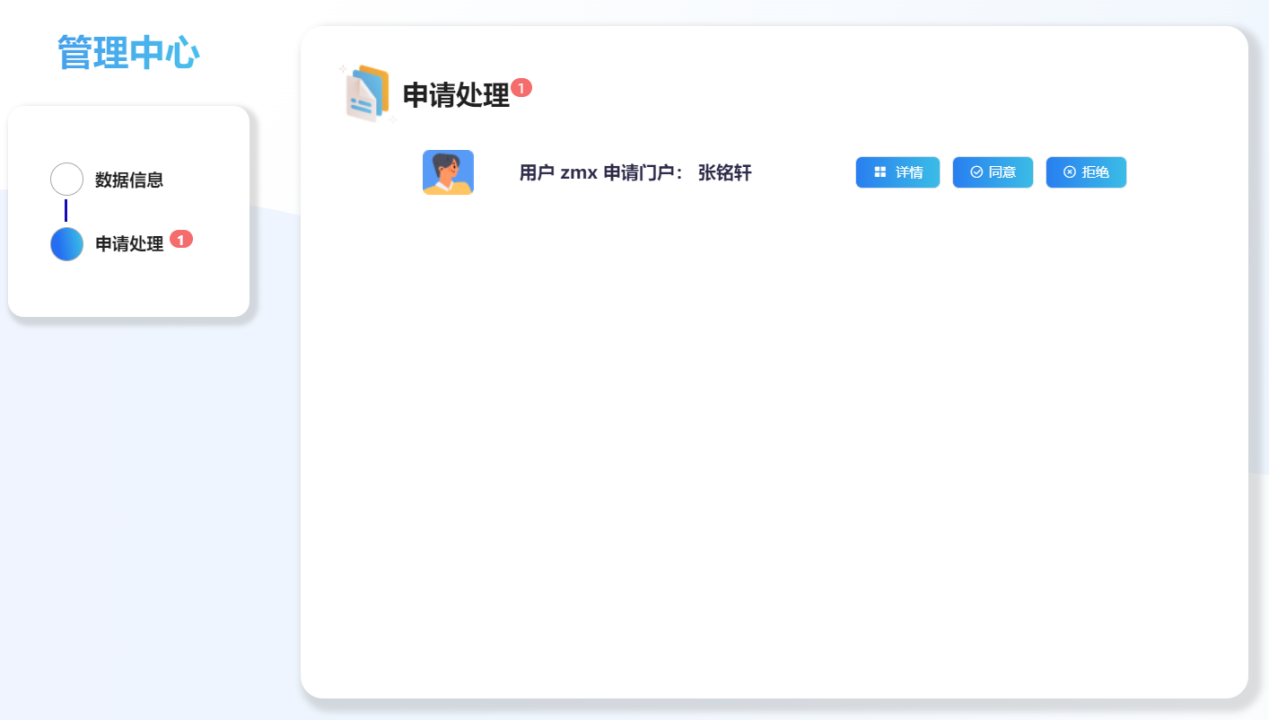 管理中心
数据信息
申请处理 1
申请处理 1
用户 zmx 申请门户： 张铭轩
详情
同意
拒绝